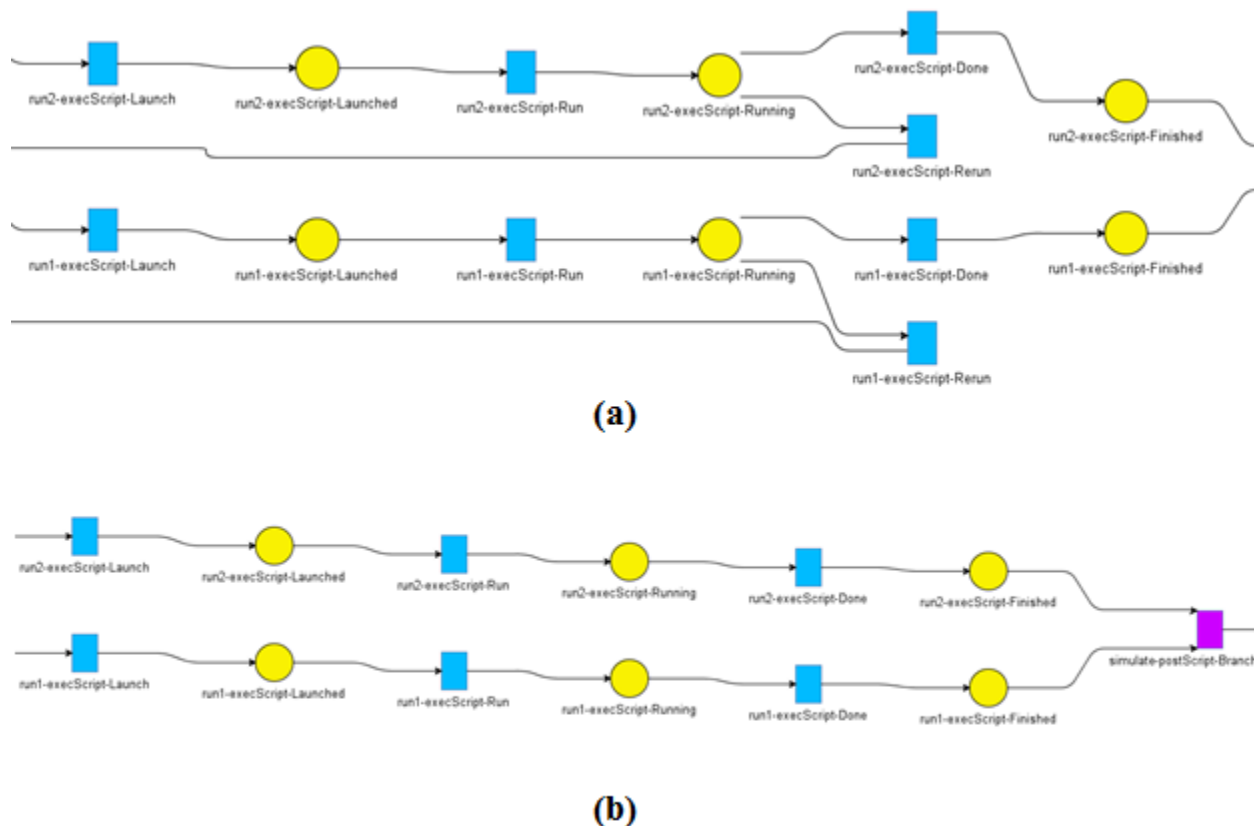 run2-execScript-Launch
run2-execScript-Launched
run2-execScript-Run
run2-execScript-Running
run2-execScript-Done
run2-execScript-Finished
run2-execScript-Rerun
run1-execScript-Launch
run1-execScript-Launched
run1-execScript-Run
run1-execScript-Running
run1-execScript-Done
run1-execScript-Finished
run1-execScript-Rerun
(a)
run2-execScript-Launch
run2-execScript-Launched
run2-execScript-Run
run2-execScript-Running
run2-execScript-Done
run2-execScript-Finished
simulate-postScript-Branch
run1-execScript-Launch
run1-execScript-Launched
run1-execScript-Run
run1-execScript-Running
run1-execScript-Done
run1-execScript-Finished
(b)